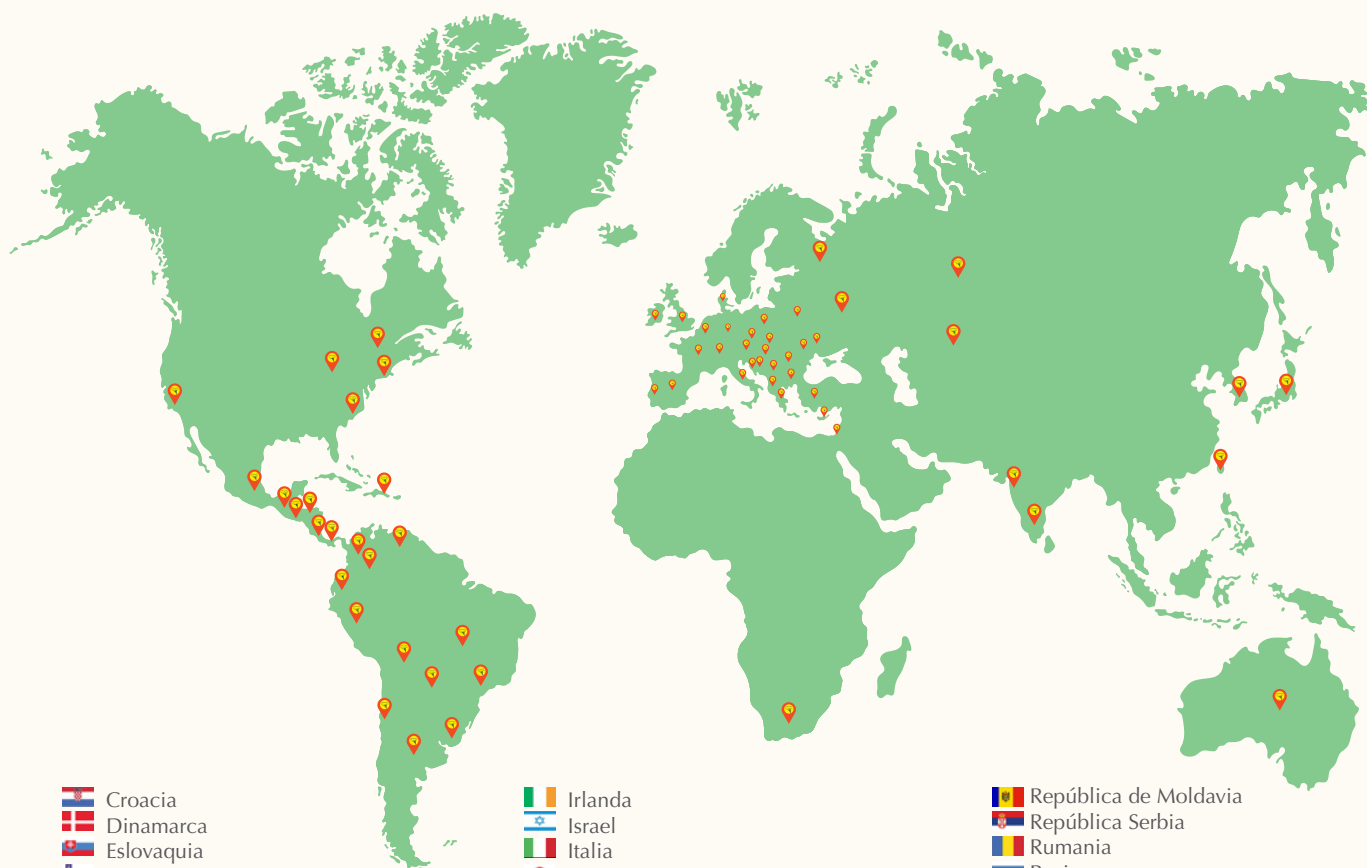 Croacia
Dinamarca
Eslovaquia
Irlanda
Israel
Italia
República de Moldavia
República Serbia
Rumania